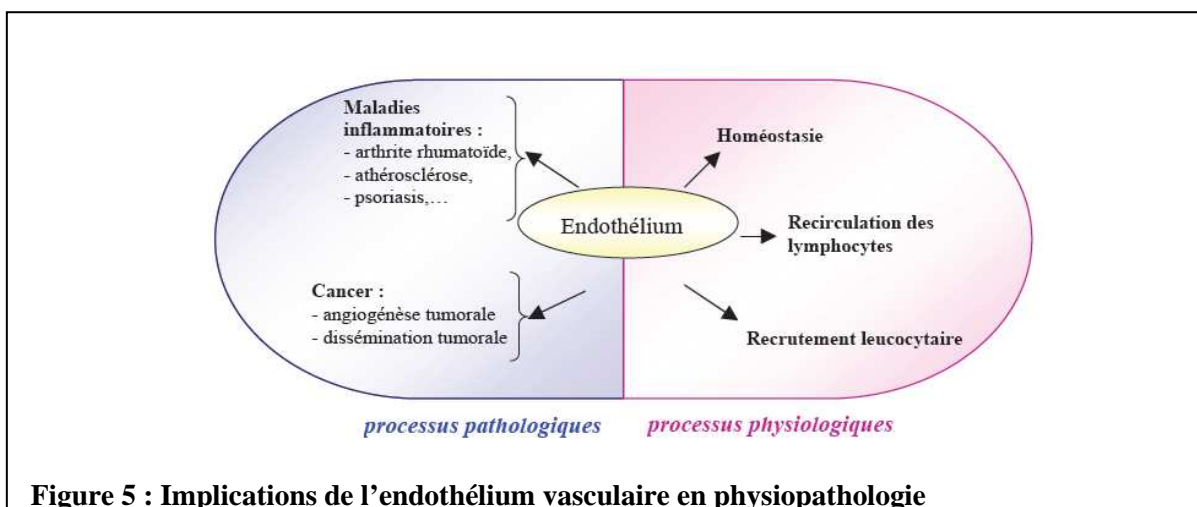 Maladies
inflammatoires :
- arthrite rhumatoïde,
- athérosclérose,
- psoriasis,…
Cancer :
- angiogénèse tumorale
- dissémination tumorale
Endothélium
Homéostasie
Recirculation des
lymphocytes
Recrutement leucocytaire
processus pathologiques
processus physiologiques
Figure 5 : Implications de l’endothélium vasculaire en physiopathologie